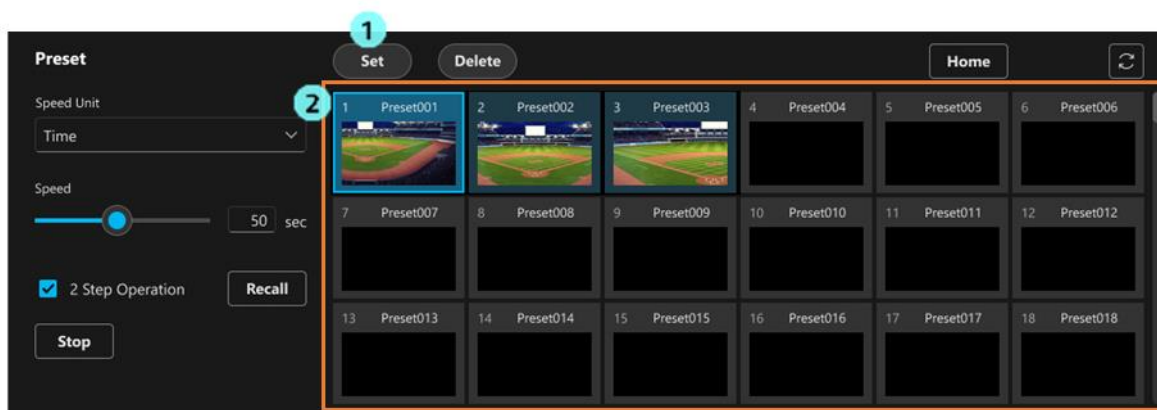 1
Preset
Set
Delete
Home
Speed Unit
Time
Speed
50 sec
2 Step Operation
Recall
Stop
2
1 Preset001
2 Preset002
3 Preset003
4 Preset004
5 Preset005
6 Preset006
7 Preset007
8 Preset008
9 Preset009
10 Preset010
11 Preset011
12 Preset012
13 Preset013
14 Preset014
15 Preset015
16 Preset016
17 Preset017
18 Preset018